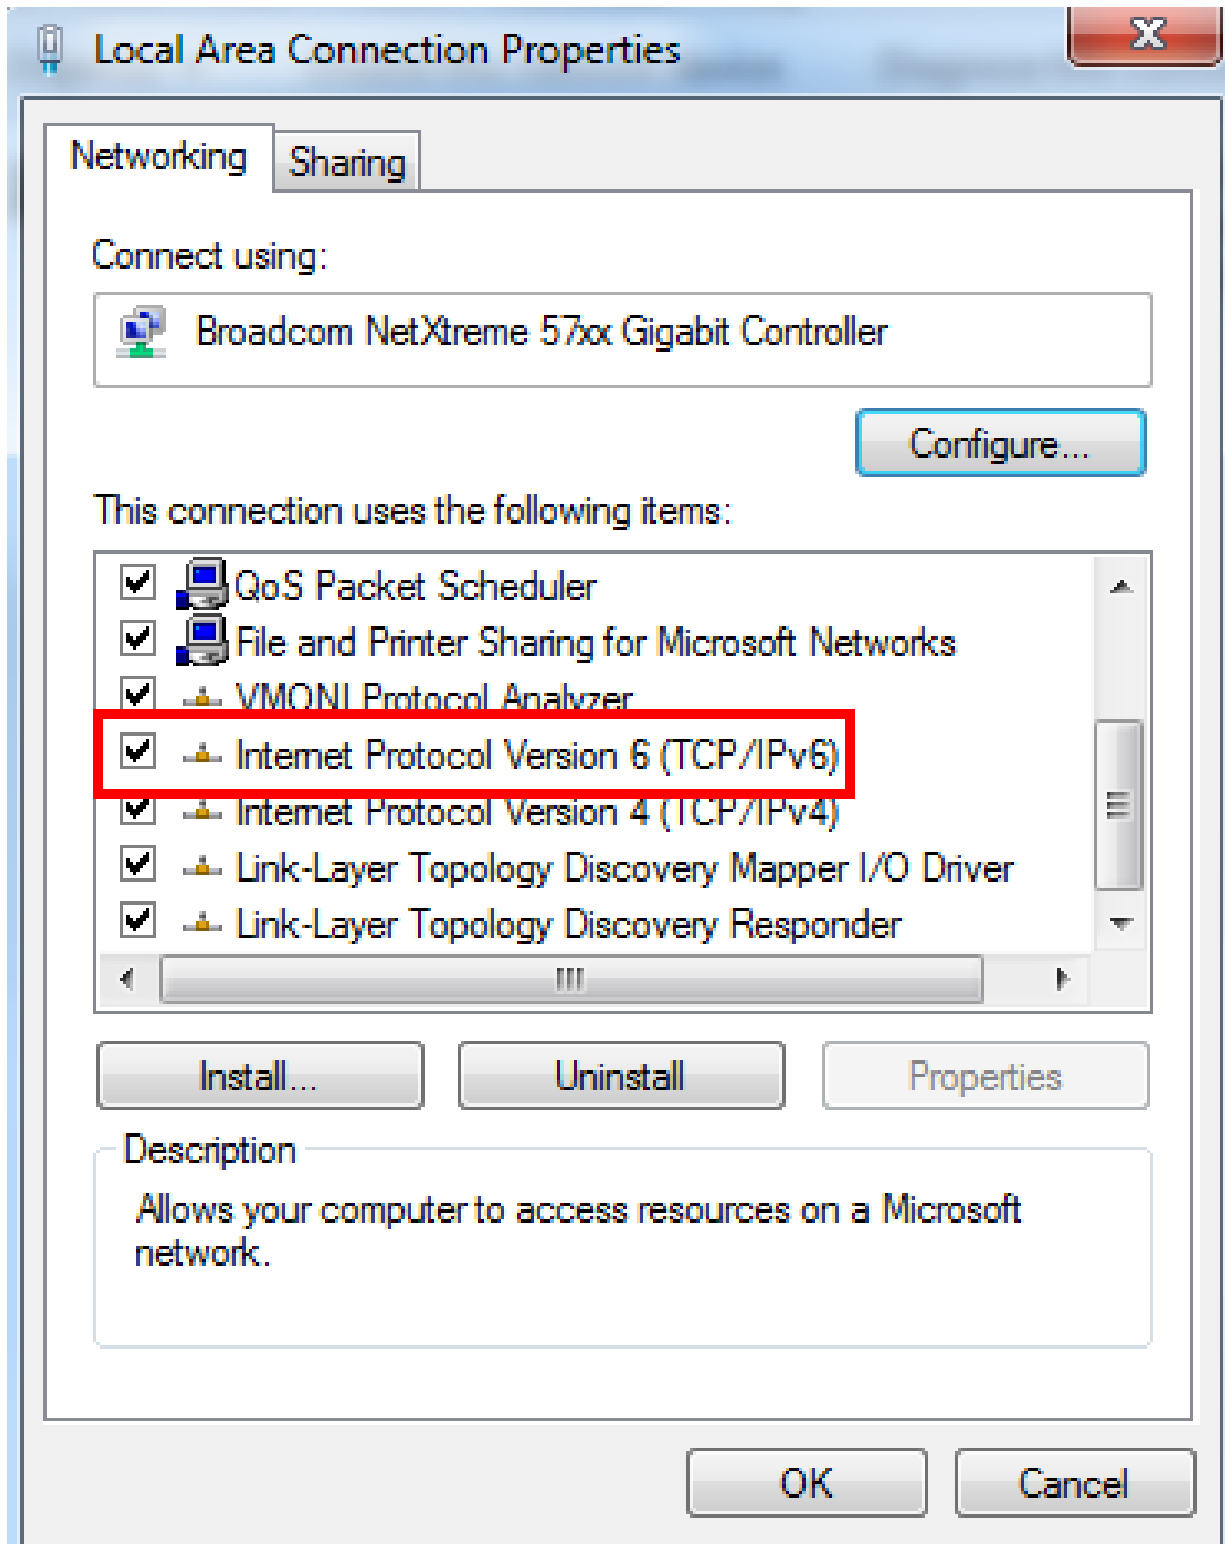 Local Area Connection Properties
Networking
Sharing
Connect using:
Broadcom NetXtreme 57xx Gigabit Controller
Configure...
This connection uses the following items:
QoS Packet Scheduler
File and Printer Sharing for Microsoft Networks
VMONI Protocol Analyzer
Internet Protocol Version 6 (TCP/IPv6)
Internet Protocol Version 4 (TCP/IPv4)
Link-Layer Topology Discovery Mapper I/O Driver
Link-Layer Topology Discovery Responder
Install...
Uninstall
Properties
Description
Allows your computer to access resources on a Microsoft
network.
OK
Cancel